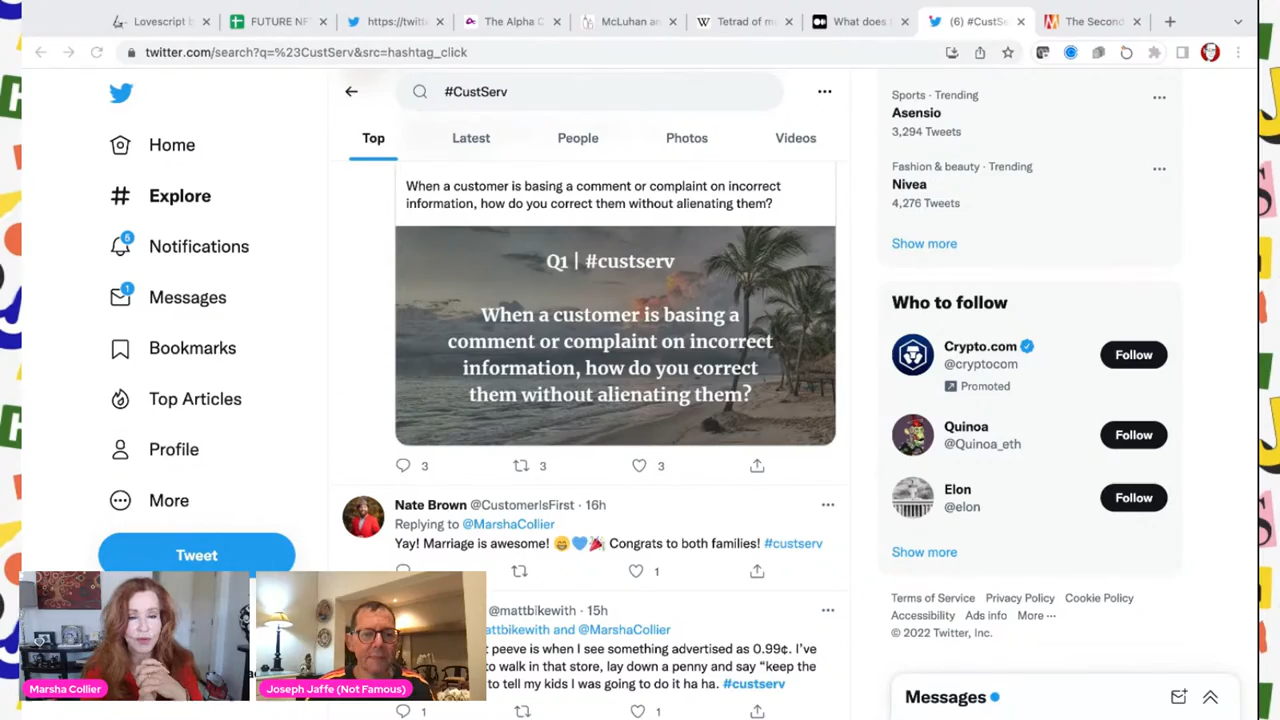 Lovescript b
FUTURE NF
https://twitte
The Alpha C
McLuhan an
Tetrad of me
What does t
(6) #CustSe
The Second
twitter.com/search?q=%23CustServ&src=hashtag_click
Home
Explore
6
Notifications
1
Messages
Bookmarks
Top Articles
Profile
More
Tweet
#CustServ
Top
Latest
People
Photos
Videos
When a customer is basing a comment or complaint on incorrect
information, how do you correct them without alienating them?
Q1 | #custserv
When a customer is basing a
comment or complaint on incorrect
information, how do you correct
them without alienating them?
3
3
3
Nate Brown @CustomerIsFirst · 16h
Replying to @MarshaCollier
Yay! Marriage is awesome! 😁💙🎉 Congrats to both families! #custserv
1
@mattbikewith · 15h
attbikewith and @MarshaCollier
t peeve is when I see something advertised as 0.99¢. I've
to walk in that store, lay down a penny and say “keep the
to tell my kids I was going to do it ha ha. #custserv
1
1
Sports · Trending
Asensio
3,294 Tweets
Fashion & beauty · Trending
Nivea
4,276 Tweets
Show more
Who to follow
Crypto.com
@cryptocom
Promoted
Follow
Quinoa
@Quinoa_eth
Follow
Elon
@elon
Follow
Show more
Terms of Service Privacy Policy Cookie Policy
Accessibility Ads info More ···
© 2022 Twitter, Inc.
Messages
Marsha Collier
Joseph Jaffe (Not Famous)